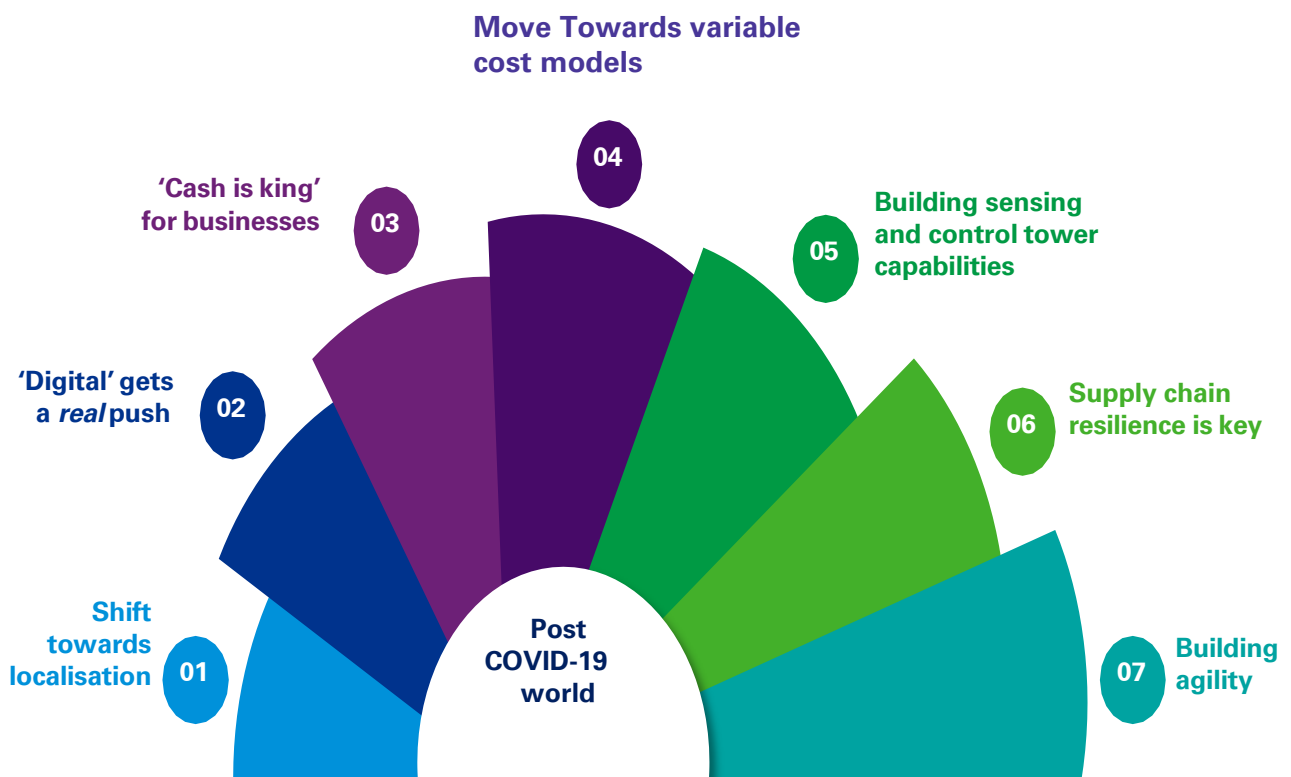 Move Towards variable
cost models
04
'Cash is king'
for businesses
03
Building sensing
and control tower
capabilities
05
'Digital' gets
a real push
02
Supply chain
resilience is key
06
Shift
towards
localisation
01
Post
COVID-19
world
07
Building
agility